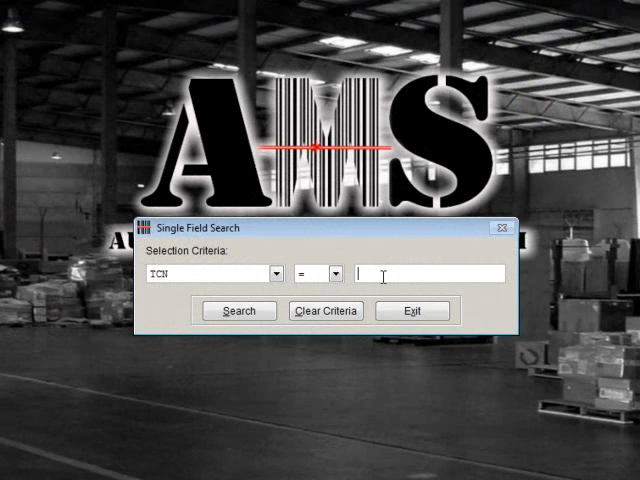 AMS
Single Field Search
Selection Criteria:
TCN = 
Search Clear Criteria Exit